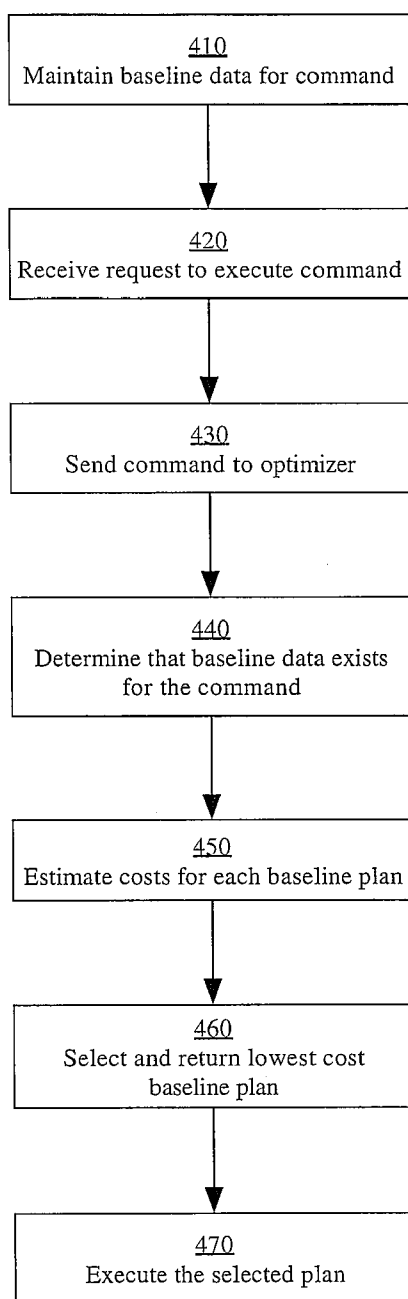 410
Maintain baseline data for command
420
Receive request to execute command
430
Send command to optimizer
440
Determine that baseline data exists
for the command
450
Estimate costs for each baseline plan
460
Select and return lowest cost
baseline plan
470
Execute the selected plan